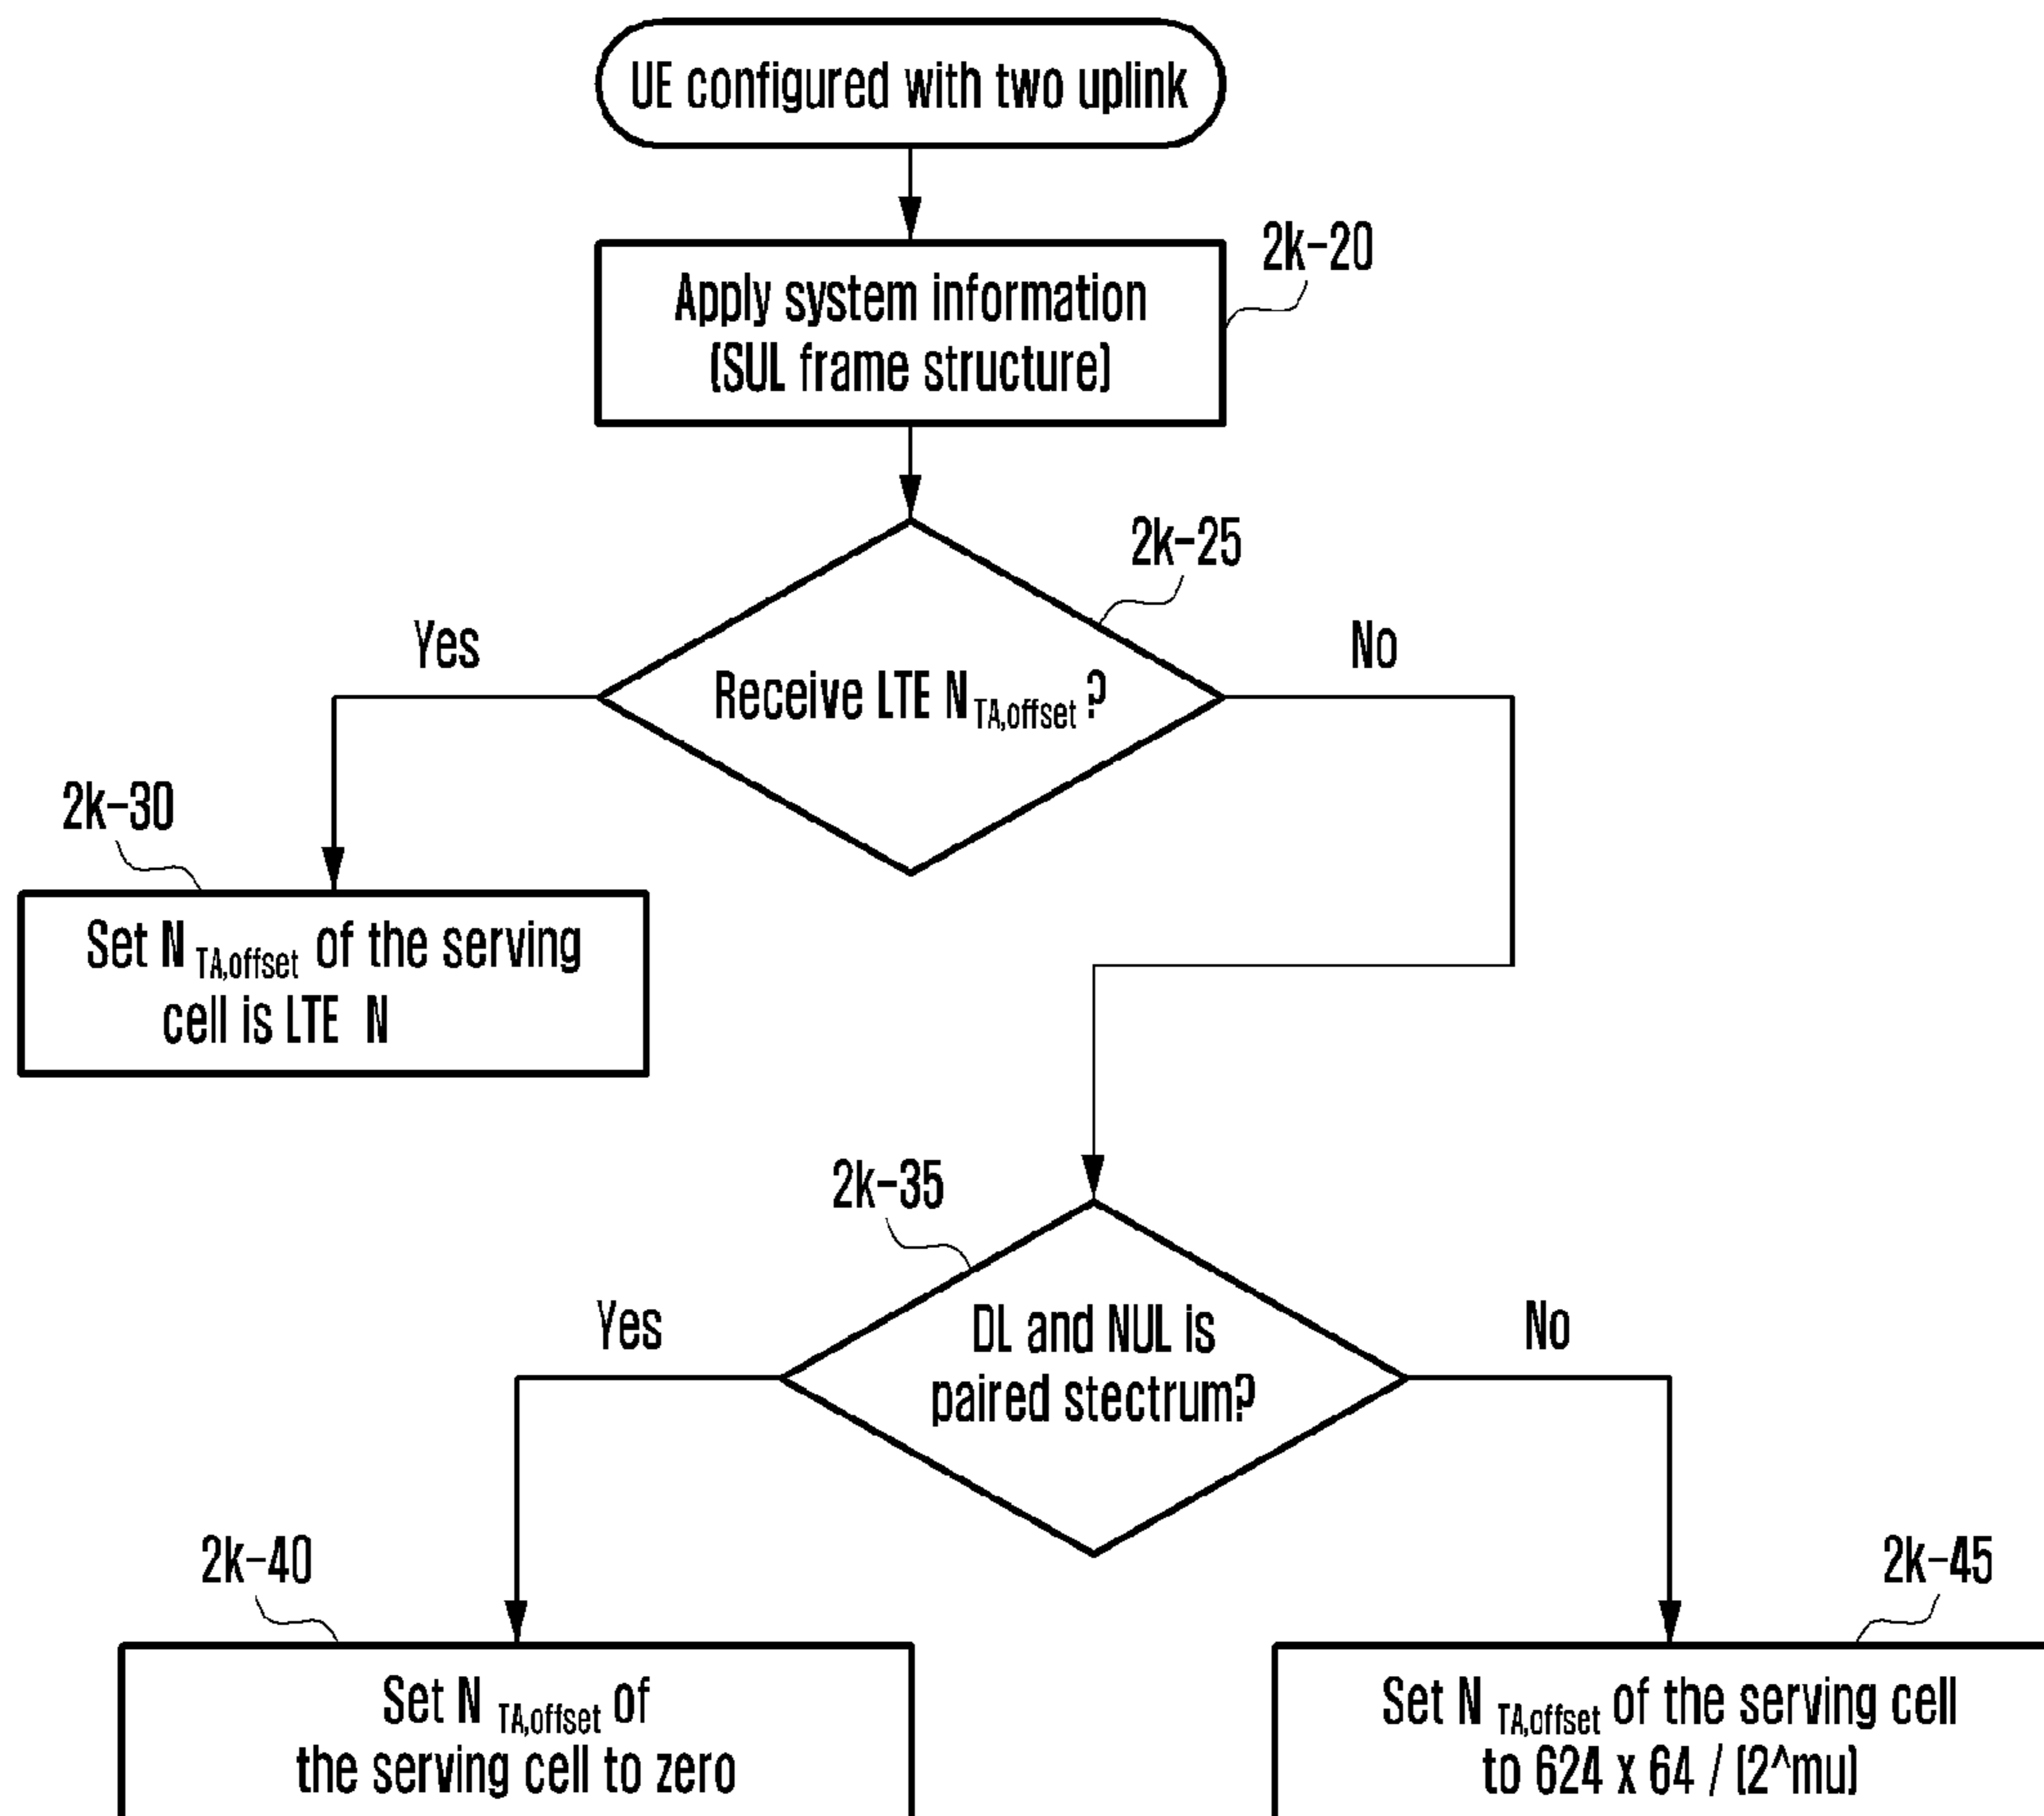 UE configured with two uplink
2k-20
Apply system information
(SUL frame structure)
2k-25
Yes
No
Receive LTE N TA,offset ?
2k-30
Set N TA,offset of the serving
cell is LTE N
2k-35
Yes
No
DL and NUL is
paired stectrum?
2k-40
2k-45
Set N TA,offset of
the serving cell to zero
Set N TA,offset of the serving cell
to 624 x 64 / (2^mu)